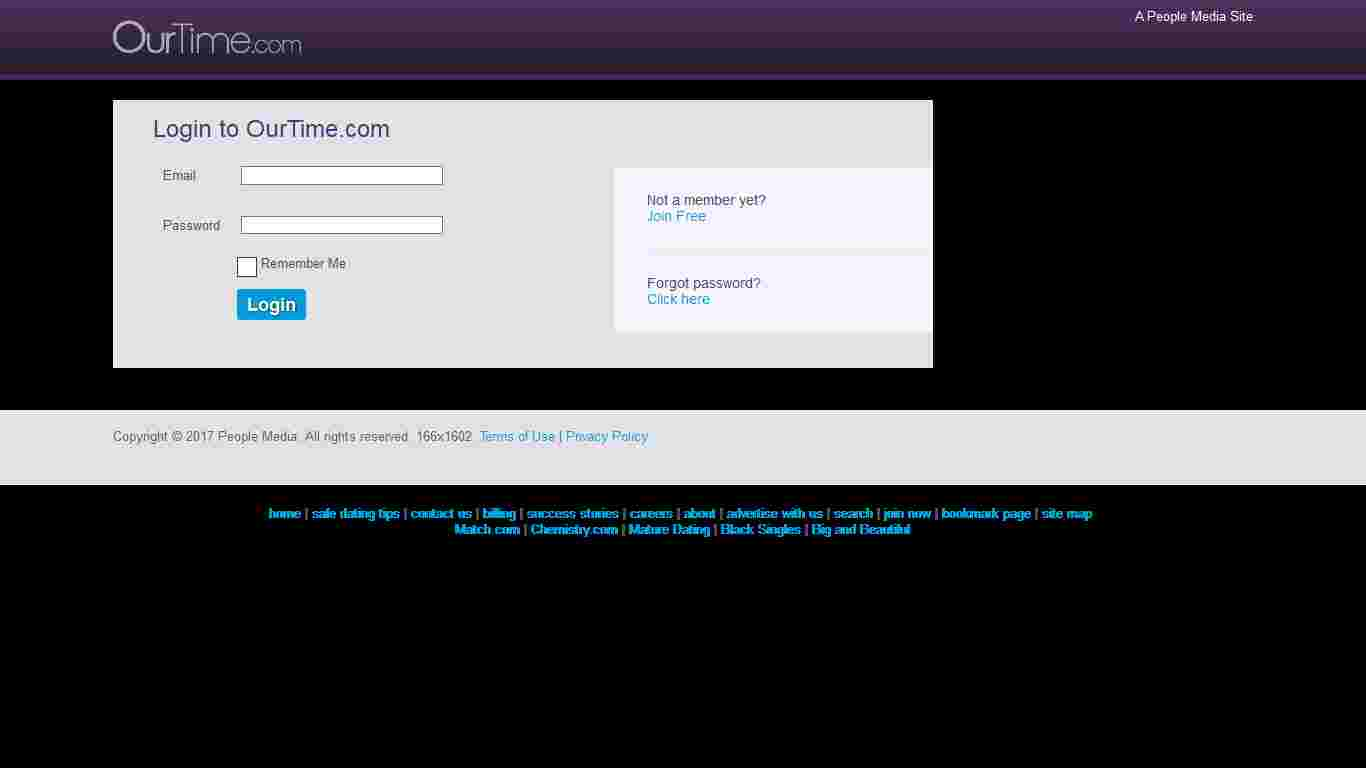 OurTime.com
A People Media Site
Login to OurTime.com
Email
Password
Remember Me
Login
Not a member yet?
Join Free
Forgot password?
Click here
Copyright © 2017 People Media. All rights reserved. 166x1602 Terms of Use | Privacy Policy
home | safe dating tips | contact us | billing | success stories | careers | about | advertise with us | search | join now | bookmark page | site map
Match.com | Chemistry.com | Mature Dating | Black Singles | Big and Beautiful